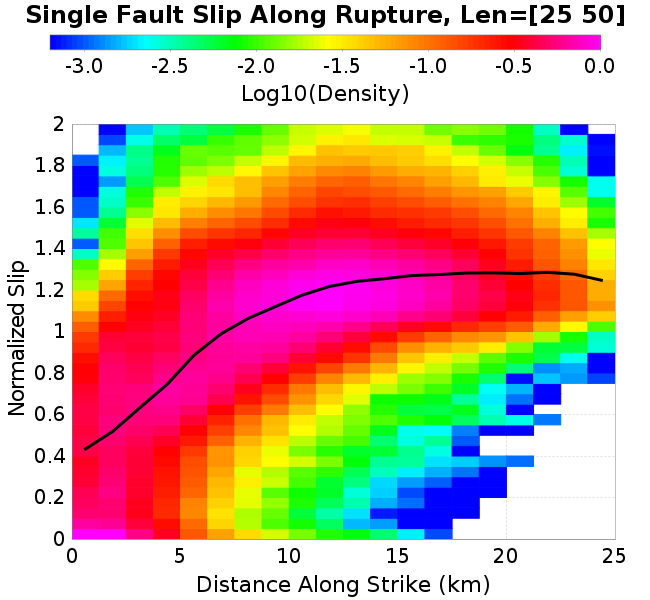 Single Fault Slip Along Rupture, Len=[25 50]
-3.0 -2.5 -2.0 -1.5 -1.0 -0.5 0.0
Log10(Density)
2
1.8
1.6
1.4
1.2
1
0.8
0.6
0.4
0.2
0
Normalized Slip
0 5 10 15 20 25
Distance Along Strike (km)